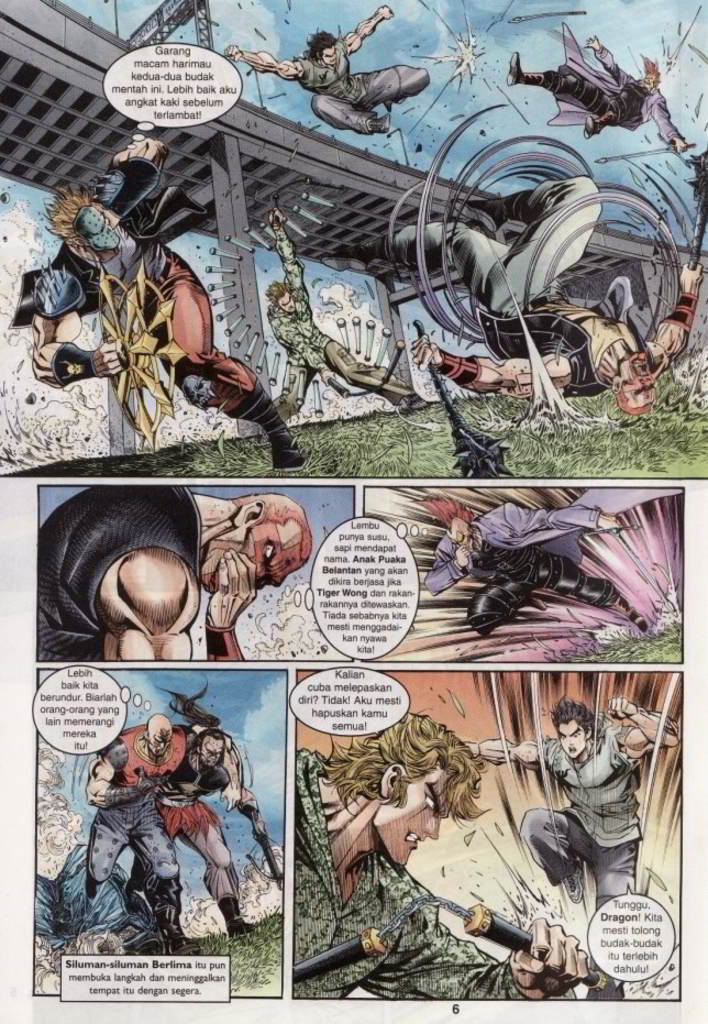 Garang
macam harimau
kedua-dua budak
mentah ini. Lebih baik aku
angkat kaki sebelum
terlambat!
Lembu
punya susu,
sapi mendapat
nama. Anak Puaka
Belantan yang akan
dikira berjasa jika
Tiger Wong dan rakan-
rakannya ditewaskan.
Tiada sebabnya kita
mesti menggadai-
kan nyawa
kita!
Lebih
baik kita
berundur. Biarlah
orang-orang yang
lain memerangi
mereka
itu!
Siluman-siluman Berlima itu pun
membuka langkah dan meninggalkan
tempat itu dengan segera.
Kalian
cuba melepaskan
diri? Tidak! Aku mesti
hapuskan kamu
semua!
Tunggu,
Dragon! Kita
mesti tolong
budak-budak
itu terlebih
dahulu!
6